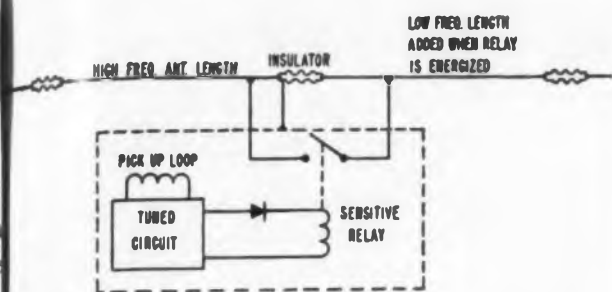 LOW FREQ. LENGTH
ADDED WHEN RELAY
IS ENERGIZED
INSULATOR
HIGH FREQ. ANT. LENGTH
PICK UP LOOP
TUNED
CIRCUIT
SENSITIVE
RELAY